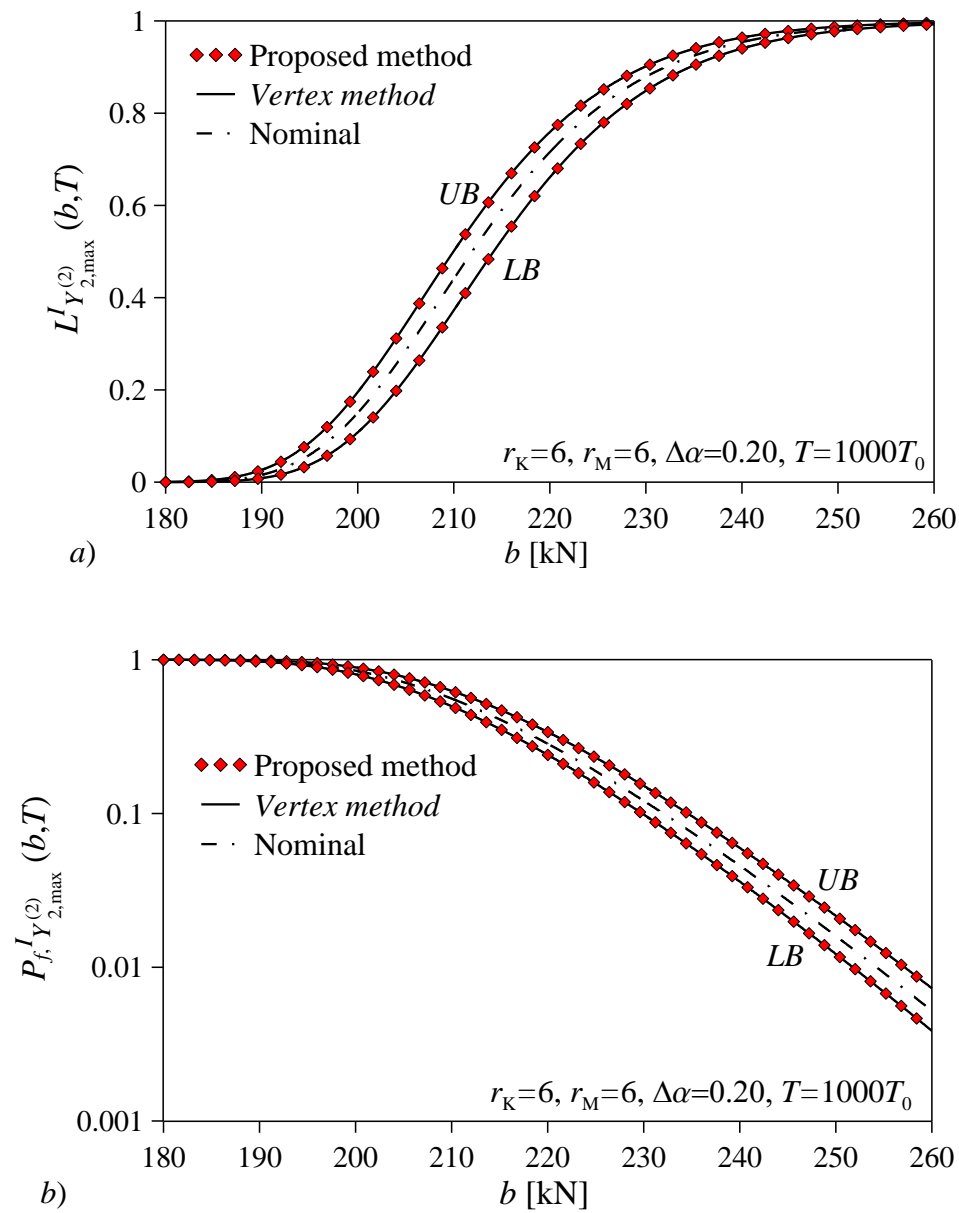 1
Proposed method
Vertex method
0.8
Nominal
UB
0.6
LB
0.4
L^I_{Y^{(2)}_{2,max}} (b,T)
0.2
r_K=6, r_M=6, Δα=0.20, T=1000T_0
0
180 190 200 210 220 230 240 250 260
a) b [kN]
1
Proposed method
Vertex method
0.1
Nominal
UB
LB
0.01
P_{f,}^I_{Y^{(2)}_{2,max}} (b,T)
r_K=6, r_M=6, Δα=0.20, T=1000T_0
0.001
180 190 200 210 220 230 240 250 260
b) b [kN]